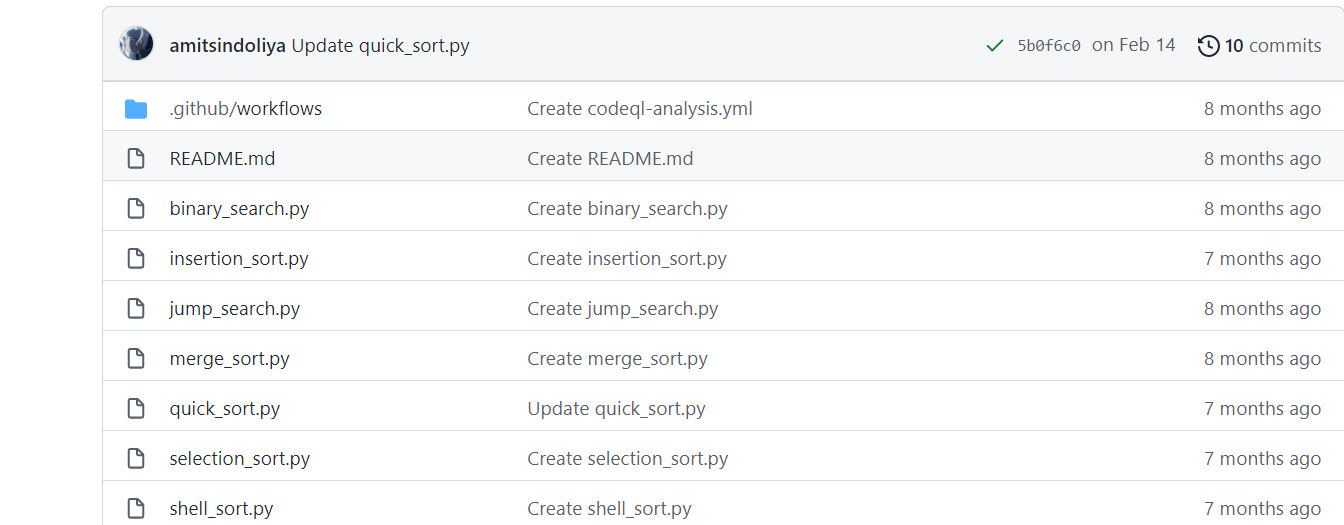 amitsindoliya Update quick_sort.py 5b0f6c0 on Feb 14 10 commits
.github/workflows Create codeql-analysis.yml 8 months ago
README.md Create README.md 8 months ago
binary_search.py Create binary_search.py 8 months ago
insertion_sort.py Create insertion_sort.py 7 months ago
jump_search.py Create jump_search.py 8 months ago
merge_sort.py Create merge_sort.py 8 months ago
quick_sort.py Update quick_sort.py 7 months ago
selection_sort.py Create selection_sort.py 7 months ago
shell_sort.py Create shell_sort.py 7 months ago